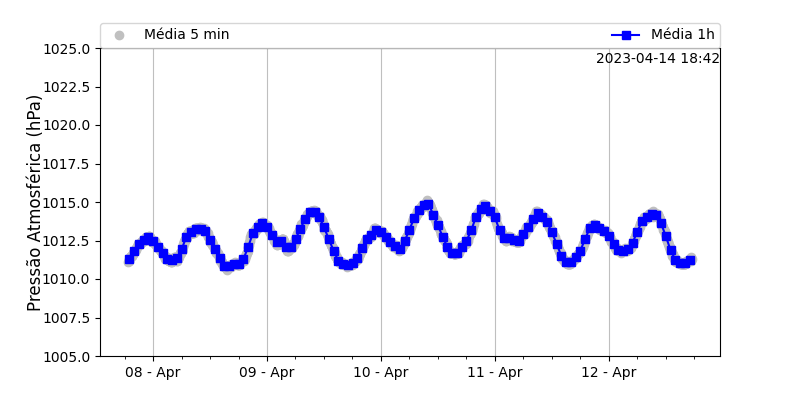 Média 5 min
Média 1h
2023-04-14 18:42
Pressão Atmosférica (hPa)
1025.0
1022.5
1020.0
1017.5
1015.0
1012.5
1010.0
1007.5
1005.0
08 - Apr
09 - Apr
10 - Apr
11 - Apr
12 - Apr